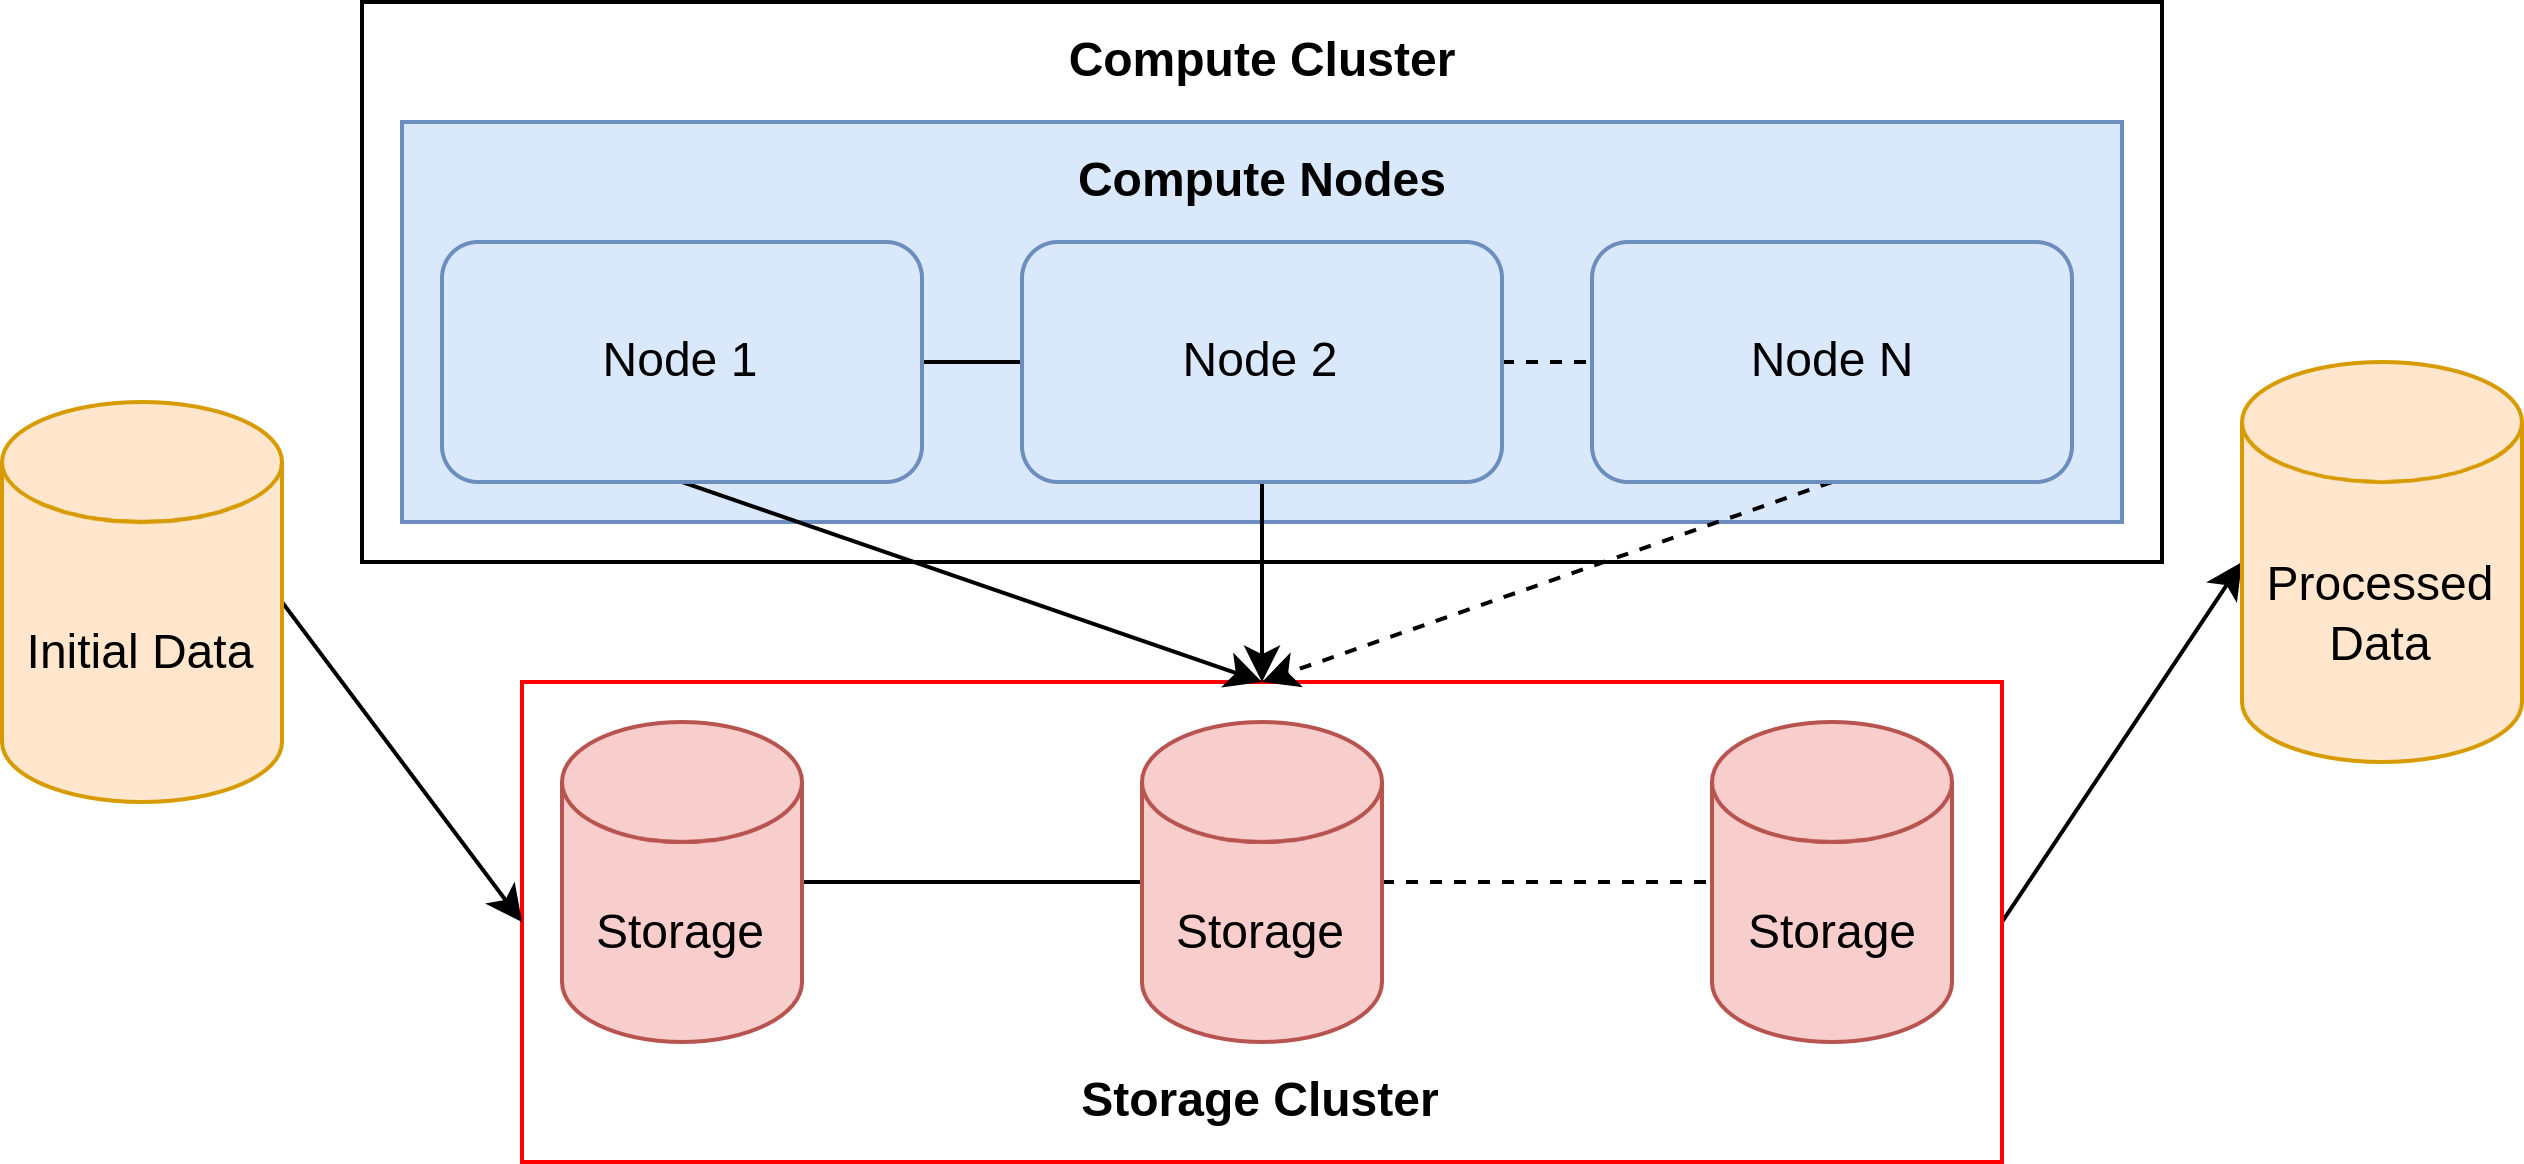 Compute Cluster
Compute Nodes
Node 1
Node 2
Node N
Initial Data
Processed
Data
Storage
Storage
Storage
Storage Cluster